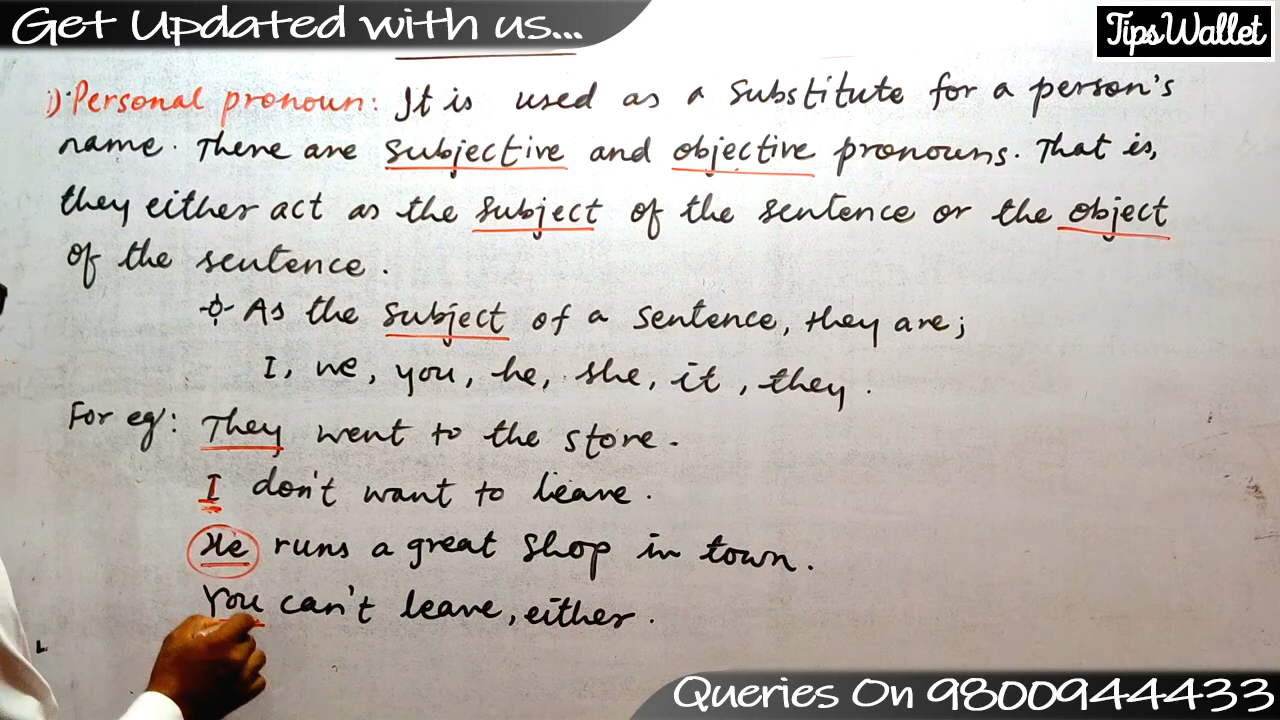 Get Updated with us...
TipsWallet
i) Personal pronoun: It is used as a substitute for a person's
name. There are subjective and objective pronouns. That is,
they either act as the subject of the sentence or the object
of the sentence.
As the subject of a sentence, they are;
I, we, you, he, she, it, they.
For eg: They went to the store.
I don't want to leave.
He runs a great shop in town.
You can't leave, either.
Queries On 9800944433